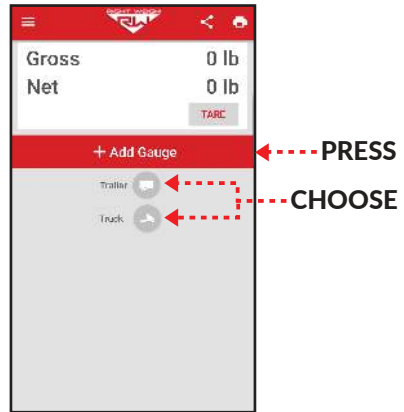 RIGHT WEIGH
RW
Gross 0 lb
Net 0 lb
TARE
+ Add Gauge
PRESS
Trailer
CHOOSE
Truck